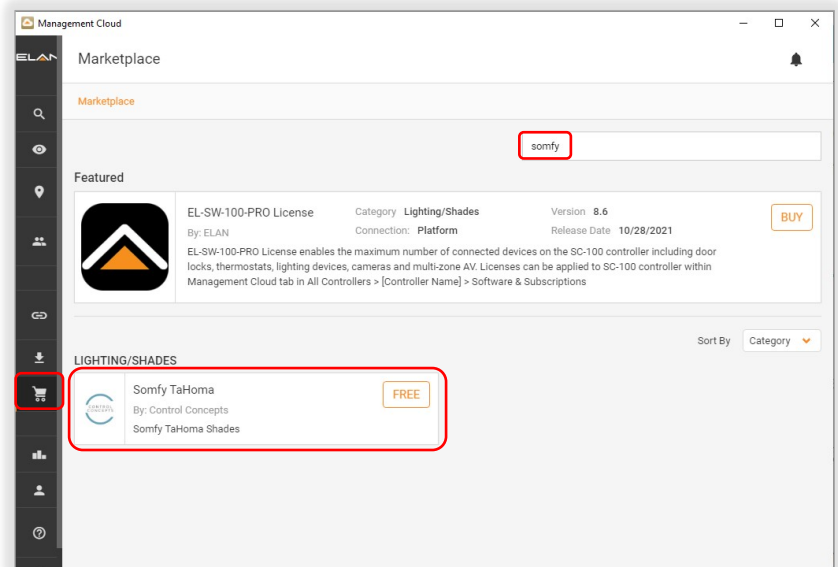 Management Cloud
ELAN
Marketplace
Marketplace
somfy
Featured
EL-SW-100-PRO License
Category Lighting/Shades
Version 8.6
BUY
By: ELAN
Connection: Platform
Release Date 10/28/2021
EL-SW-100-PRO License enables the maximum number of connected devices on the SC-100 controller including door
locks, thermostats, lighting devices, cameras and multi-zone AV. Licenses can be applied to SC-100 controller within
Management Cloud tab in All Controllers > [Controller Name] > Software & Subscriptions
Sort By Category
LIGHTING/SHADES
CONTROL
CONCEPTS
Somfy TaHoma
FREE
By: Control Concepts
Somfy TaHoma Shades